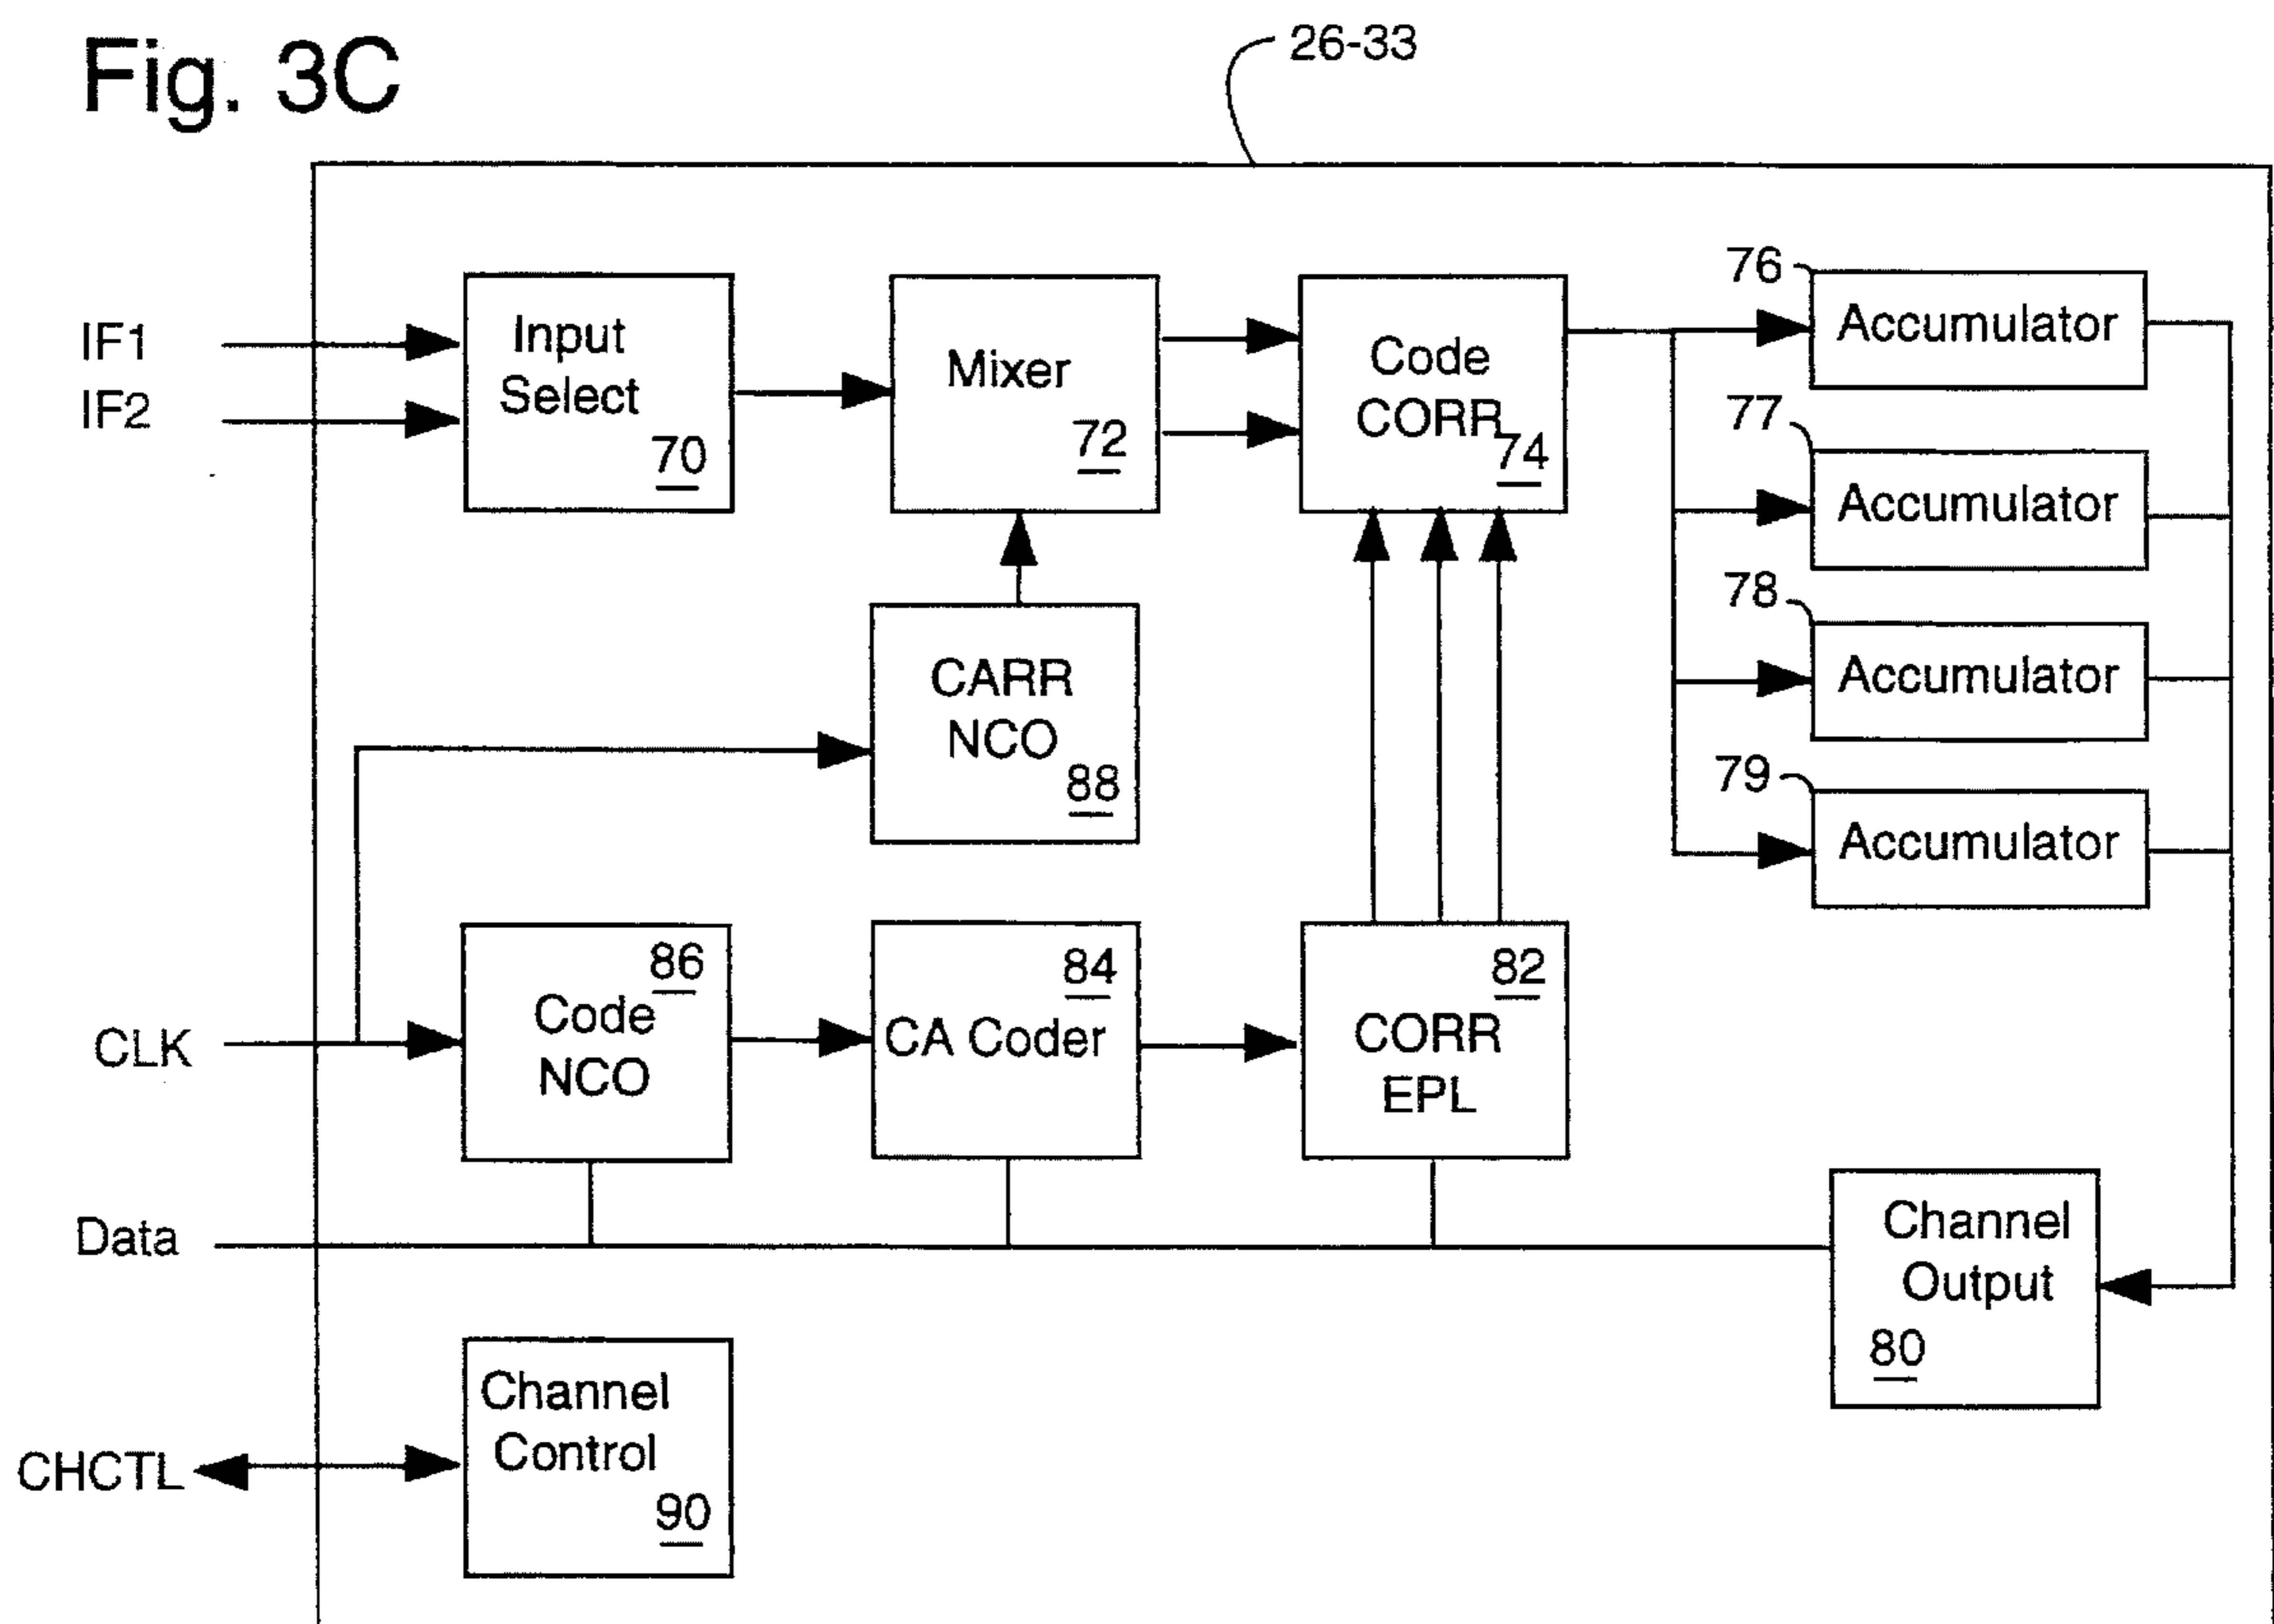 Fig. 3C
26-33
IF1
IF2
Input
Select
70
Mixer
72
Code
CORR
74
76
Accumulator
77
Accumulator
78
Accumulator
79
Accumulator
CARR
NCO
88
CLK
86
Code
NCO
84
CA Coder
82
CORR
EPL
Data
Channel
Output
80
CHCTL
Channel
Control
90